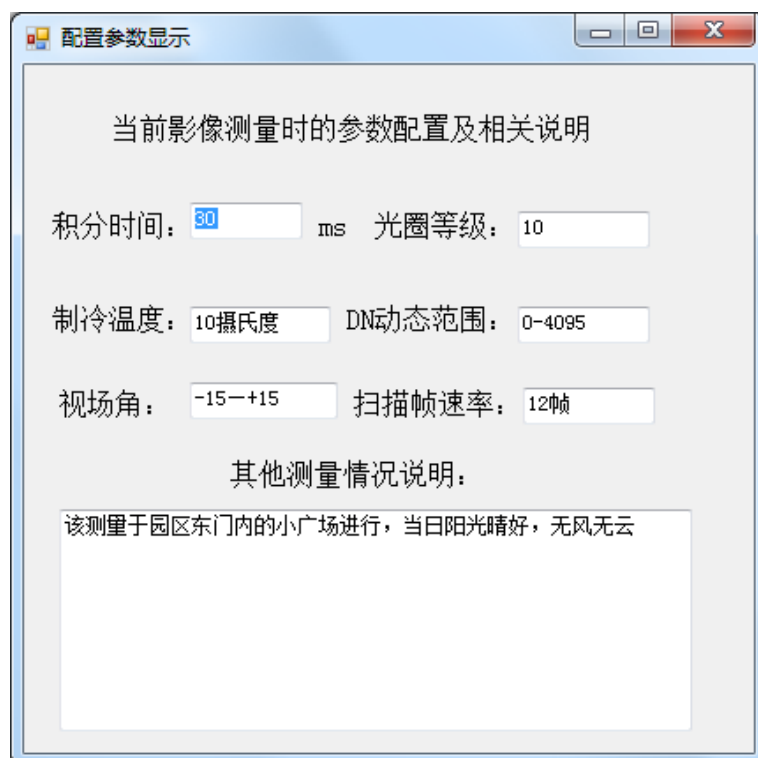 配置参数显示
当前影像测量时的参数配置及相关说明
积分时间： 30 ms 光圈等级： 10
制冷温度： 10摄氏度 DN动态范围： 0-4095
视场角： -15—+15 扫描帧速率： 12帧
其他测量情况说明：
该测量于园区东门内的小广场进行，当日阳光晴好，无风无云